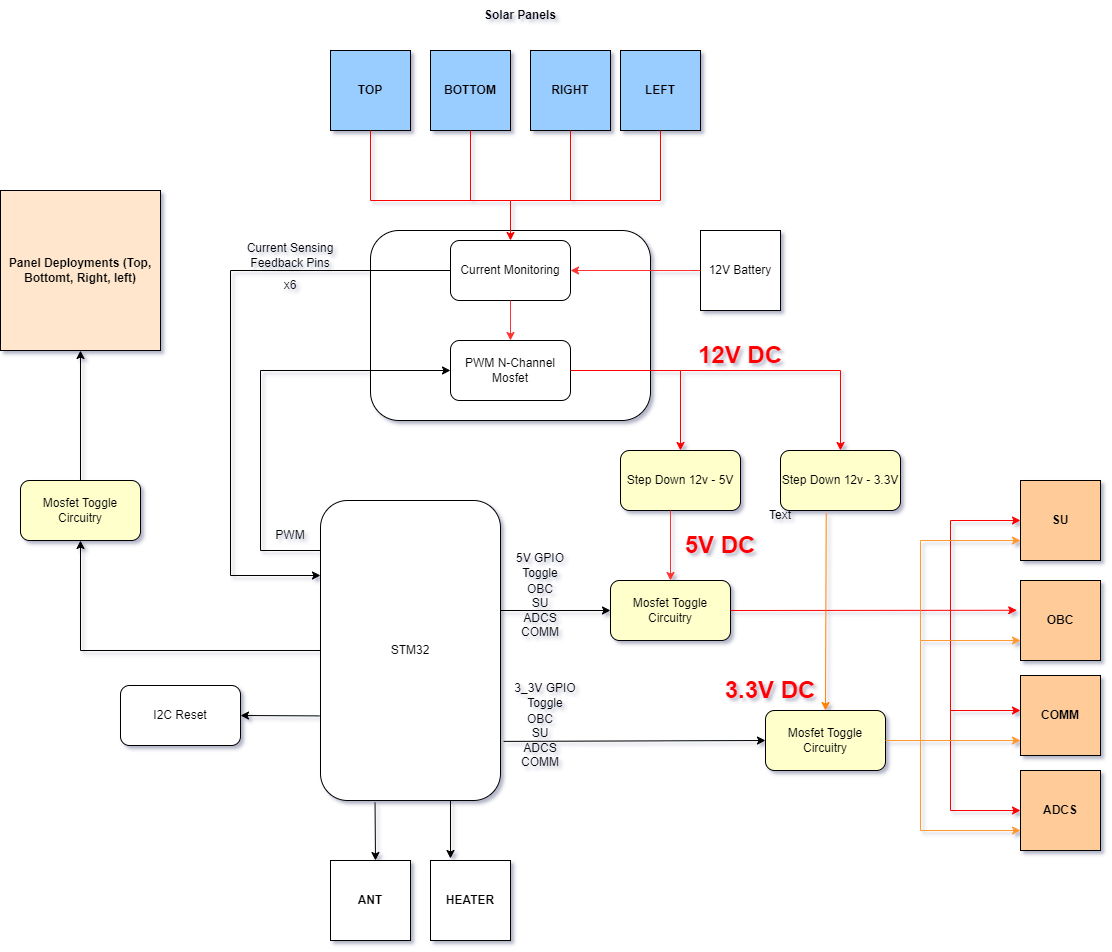 Solar Panels
TOP
BOTTOM
RIGHT
LEFT
Panel Deployments (Top,
Bottomt, Right, left)
Current Sensing
Feedback Pins
x6
Current Monitoring
12V Battery
PWM N-Channel
Mosfet
12V DC
Mosfet Toggle
Circuitry
Step Down 12v - 5V
Step Down 12v - 3.3V
Text
PWM
5V DC
SU
5V GPIO
Toggle
OBC
SU
ADCS
COMM
Mosfet Toggle
Circuitry
OBC
STM32
3_3V GPIO
Toggle
OBC
SU
ADCS
COMM
3.3V DC
I2C Reset
Mosfet Toggle
Circuitry
COMM
ADCS
ANT
HEATER